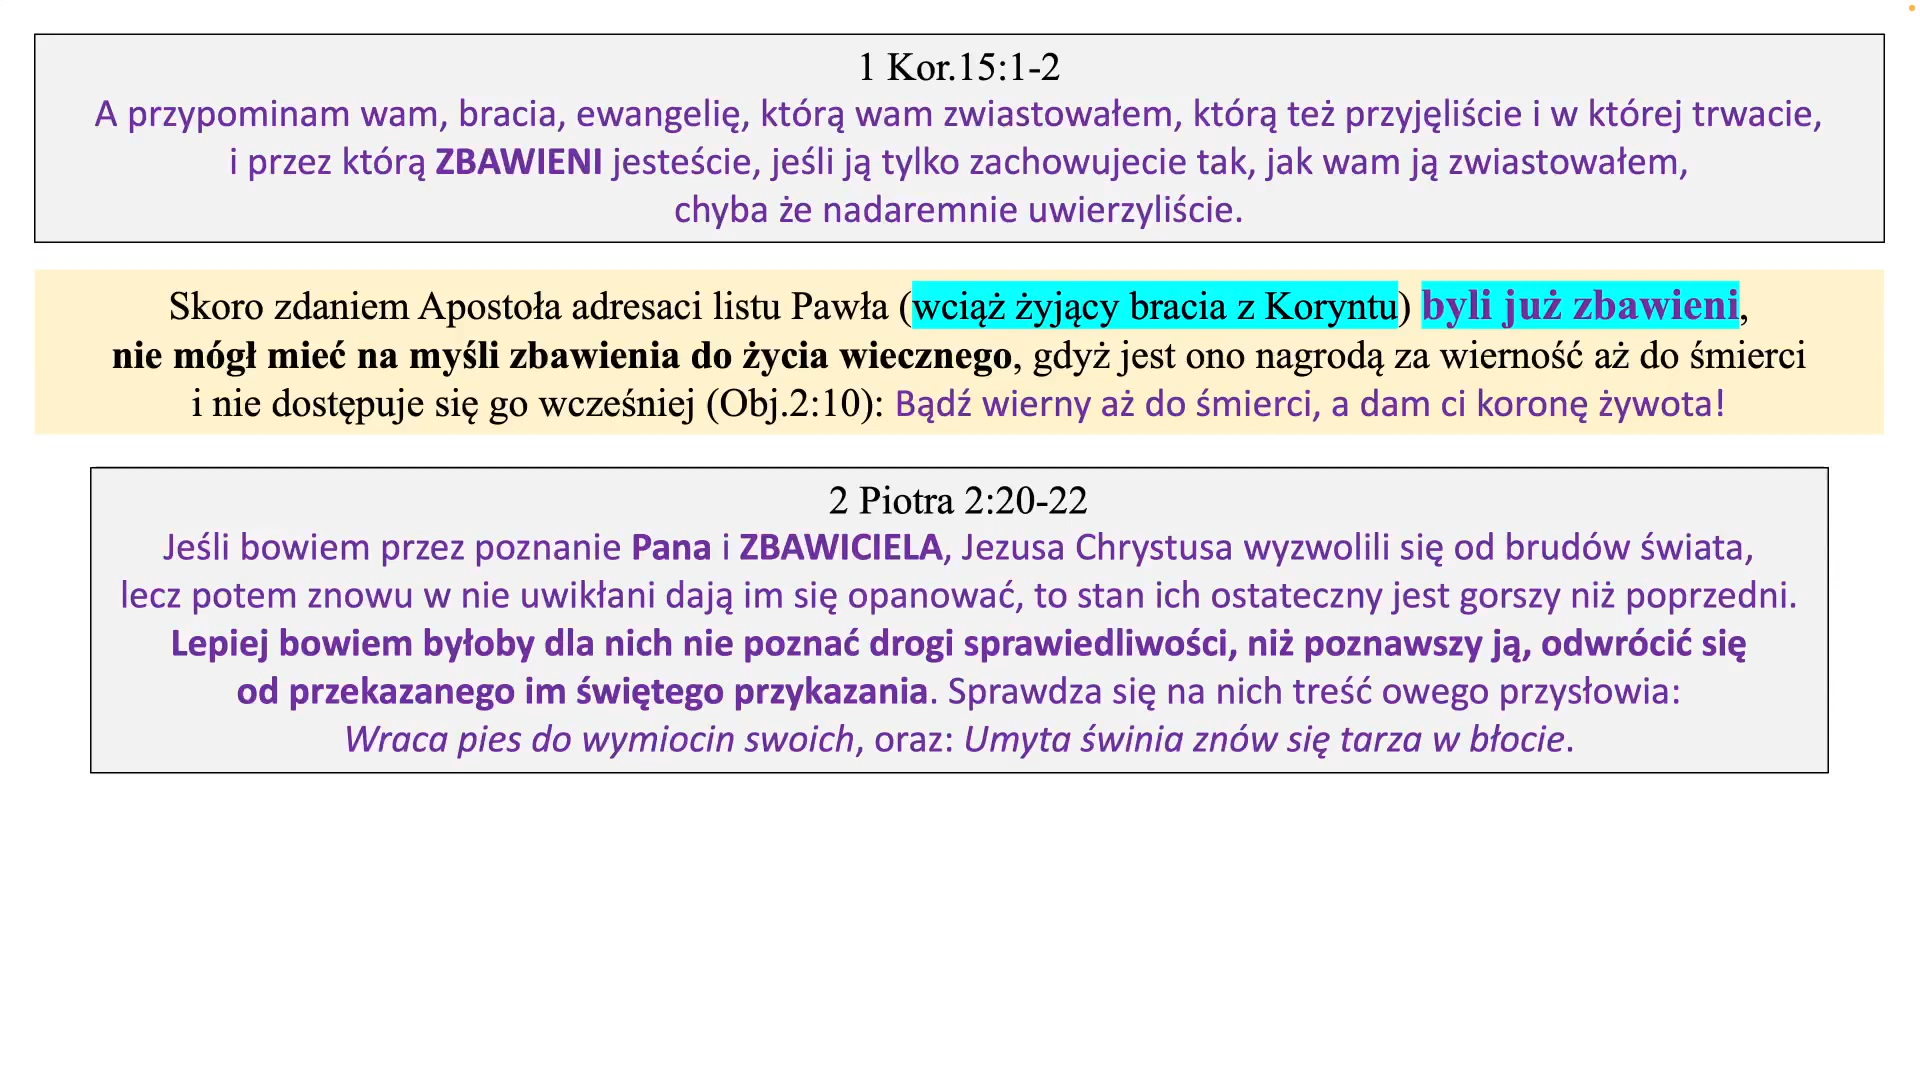 1 Kor.15:1-2
A przypominam wam, bracia, ewangelię, którą wam zwiastowałem, którą też przyjęliście i w której trwacie,
i przez którą ZBAWIENI jesteście, jeśli ją tylko zachowujecie tak, jak wam ją zwiastowałem,
chyba że nadaremnie uwierzyliście.
Skoro zdaniem Apostoła adresaci listu Pawła (wciąż żyjący bracia z Koryntu) byli już zbawieni,
nie mógł mieć na myśli zbawienia do życia wiecznego, gdyż jest ono nagrodą za wierność aż do śmierci
i nie dostępuje się go wcześniej (Obj.2:10): Bądź wierny aż do śmierci, a dam ci koronę żywota!
2 Piotra 2:20-22
Jeśli bowiem przez poznanie Pana i ZBAWICIELA, Jezusa Chrystusa wyzwolili się od brudów świata,
lecz potem znowu w nie uwikłani dają im się opanować, to stan ich ostateczny jest gorszy niż poprzedni.
Lepiej bowiem byłoby dla nich nie poznać drogi sprawiedliwości, niż poznawszy ją, odwrócić się
od przekazanego im świętego przykazania. Sprawdza się na nich treść owego przysłowia:
Wraca pies do wymiocin swoich, oraz: Umyta świnia znów się tarza w błocie.